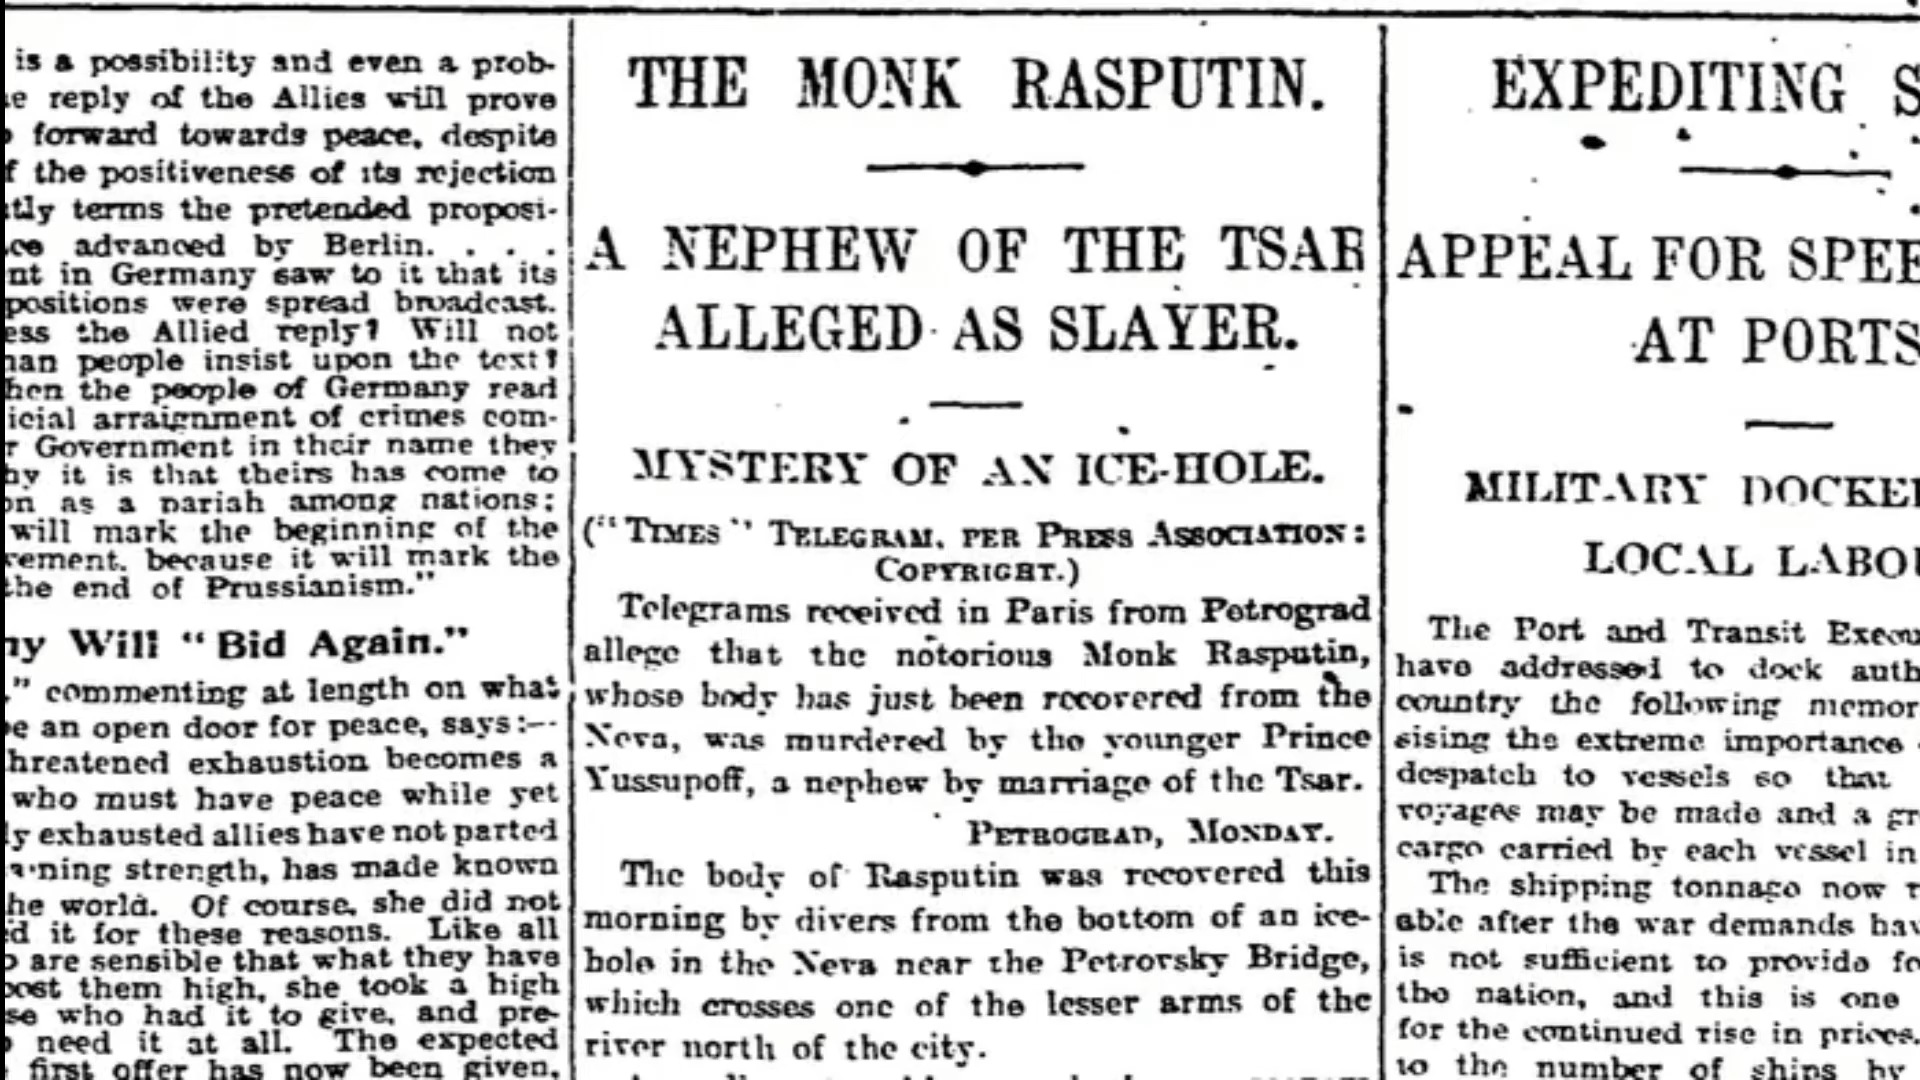 is a possibility and even a prob-
reply of the Allies will prove
forward towards peace, despite
the positiveness of its rejection
terms the pretended proposi-
advanced by Berlin. . . .
in Germany saw to it that its
positions were spread broadcast.
the Allied reply? Will not
people insist upon the text?
the people of Germany read
arraignment of crimes com-
Government in their name they
it is that theirs has come to
as a pariah among nations;
will mark the beginning of the
because it will mark the
the end of Prussianism."
Will "Bid Again."
" commenting at length on what
an open door for peace, says:—
exhaustion becomes a
who must have peace while yet
exhausted allies have not parted
strength, has made known
the world. Of course, she did not
it for these reasons. Like all
are sensible that what they have
cost them high, she took a high
who had it to give, and pre-
need it at all. The expected
first offer has now been given,
THE MONK RASPUTIN.
A NEPHEW OF THE TSAR
ALLEGED AS SLAYER.
MYSTERY OF AN ICE-HOLE.
("TIMES" TELEGRAM, PER PRESS ASSOCIATION:
COPYRIGHT.)
Telegrams received in Paris from Petrograd
allege that the notorious Monk Rasputin,
whose body has just been recovered from the
Neva, was murdered by the younger Prince
Yussupoff, a nephew by marriage of the Tsar.
PETROGRAD, MONDAY.
The body of Rasputin was recovered this
morning by divers from the bottom of an ice-
hole in the Neva near the Petrovsky Bridge,
which crosses one of the lesser arms of the
river north of the city.
EXPEDITING S
APPEAL FOR SPEE
AT PORTS
MILITARY DOCKE
LOCAL LABO
The Port and Transit Execu
have addressed to dock auth
country the following memor
sising the extreme importance
despatch to vessels so that
voyages may be made and a gr
cargo carried by each vessel in
The shipping tonnage now
able after the war demands hav
is not sufficient to provide fo
the nation, and this is one
for the continued rise in prices.
to the number of ships by